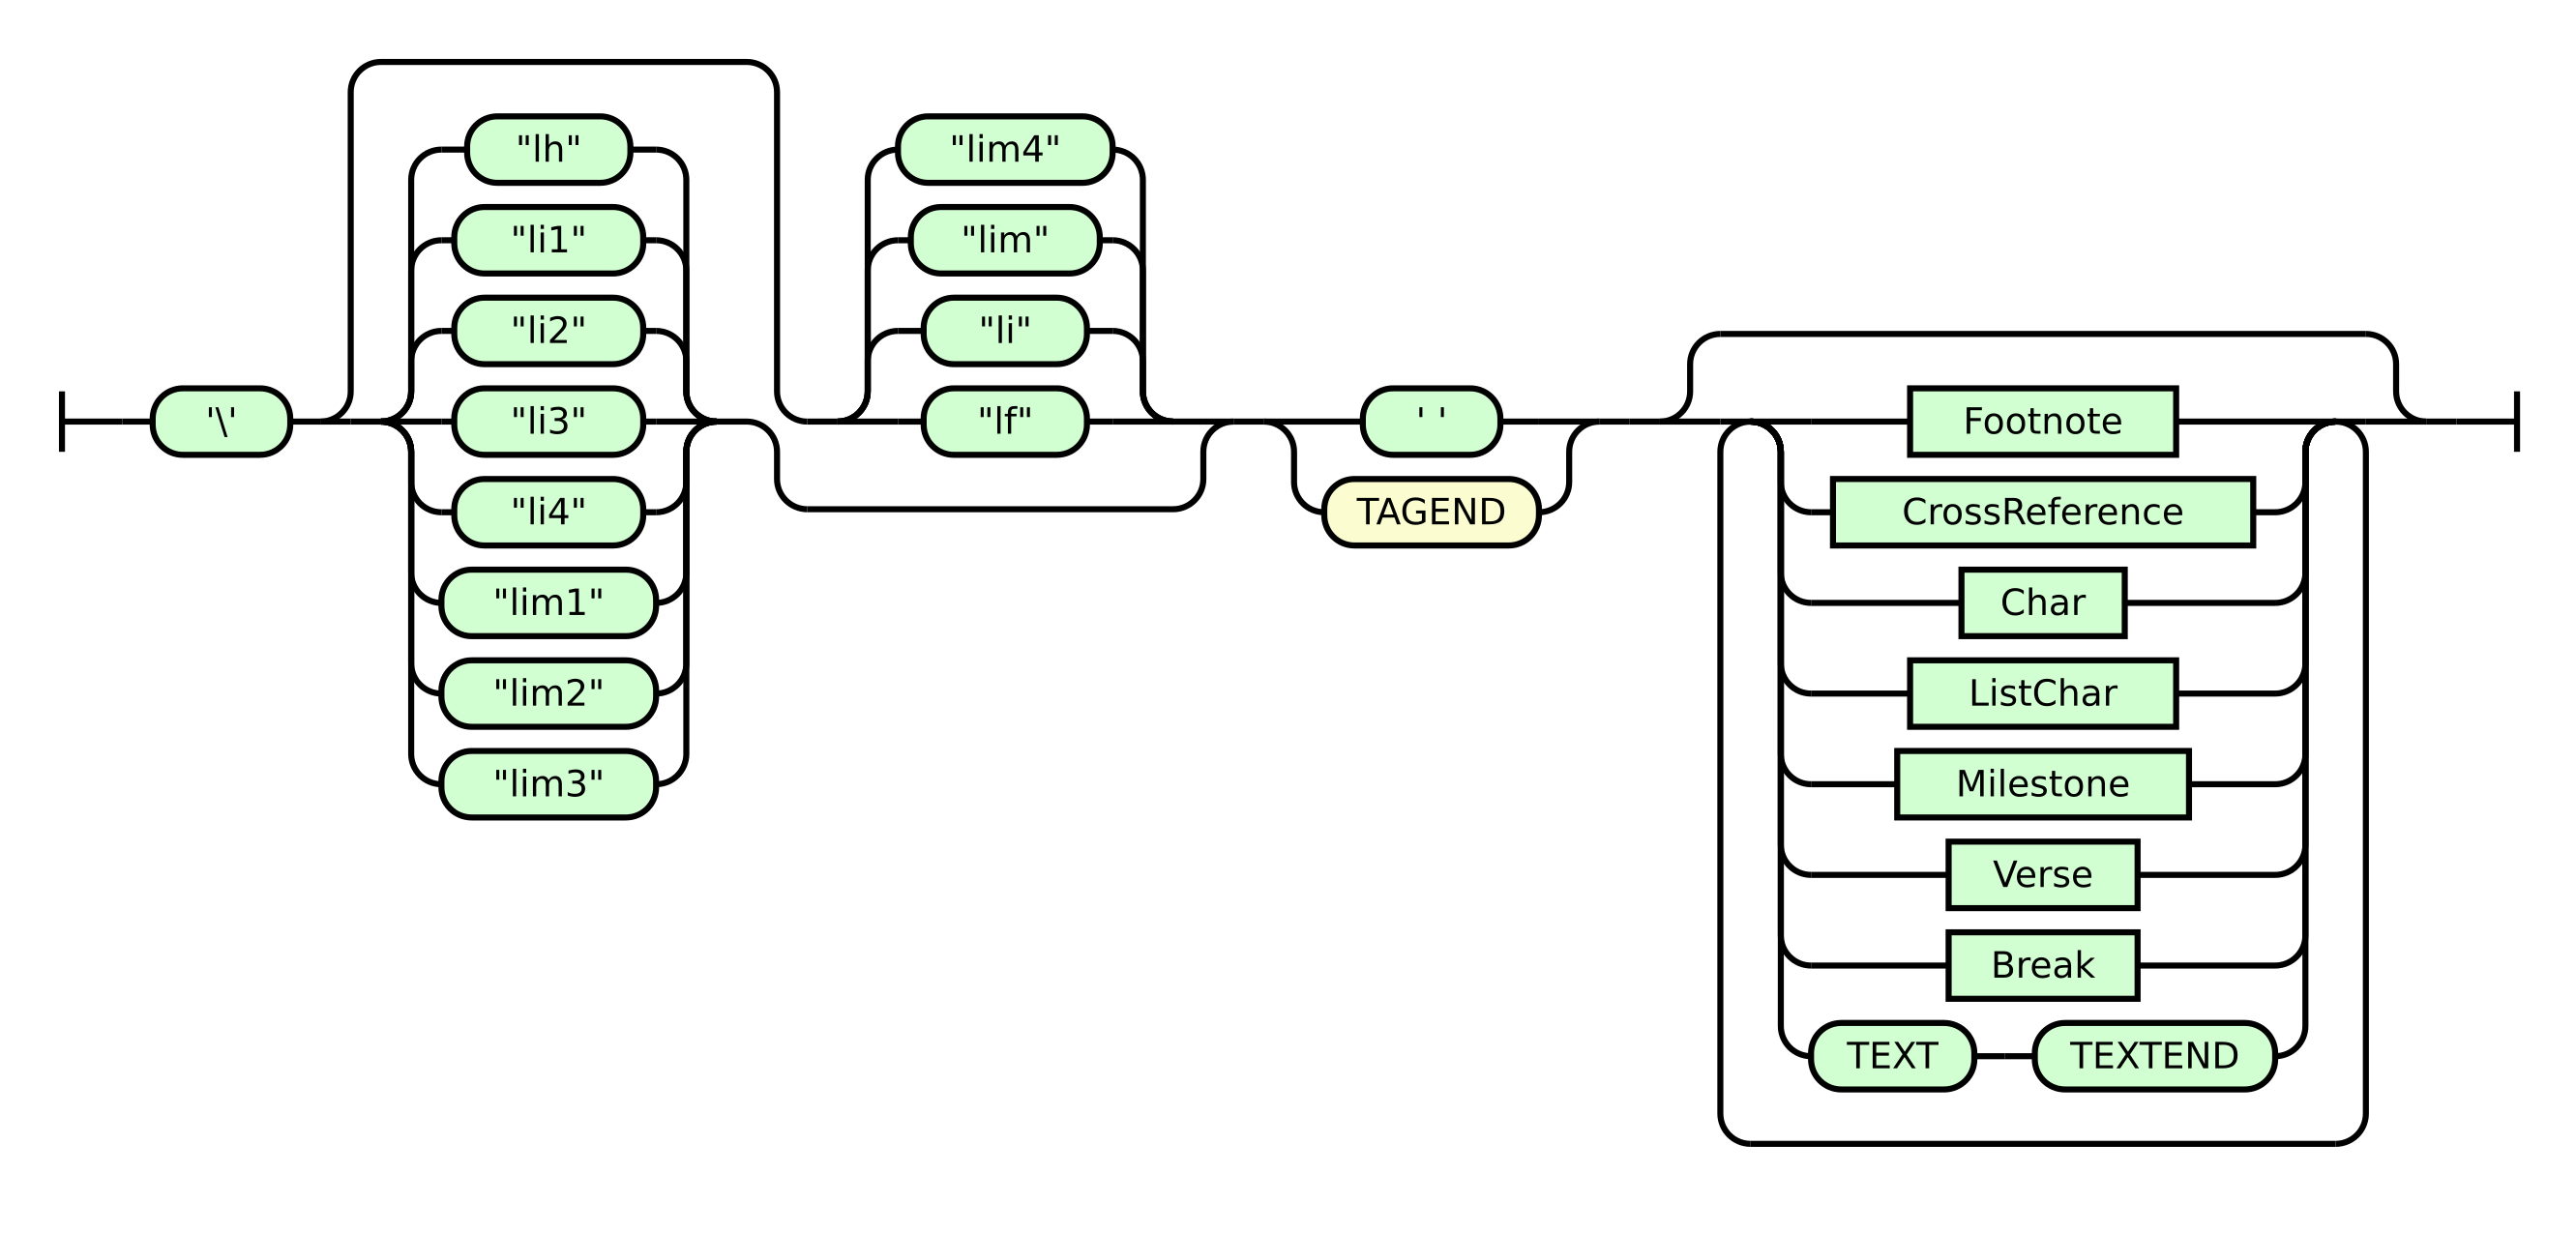 '\'
"lh"
"li1"
"li2"
"li3"
"li4"
"lim1"
"lim2"
"lim3"
"lim4"
"lim"
"li"
"lf"
' '
TAGEND
Footnote
CrossReference
Char
ListChar
Milestone
Verse
Break
TEXT TEXTEND